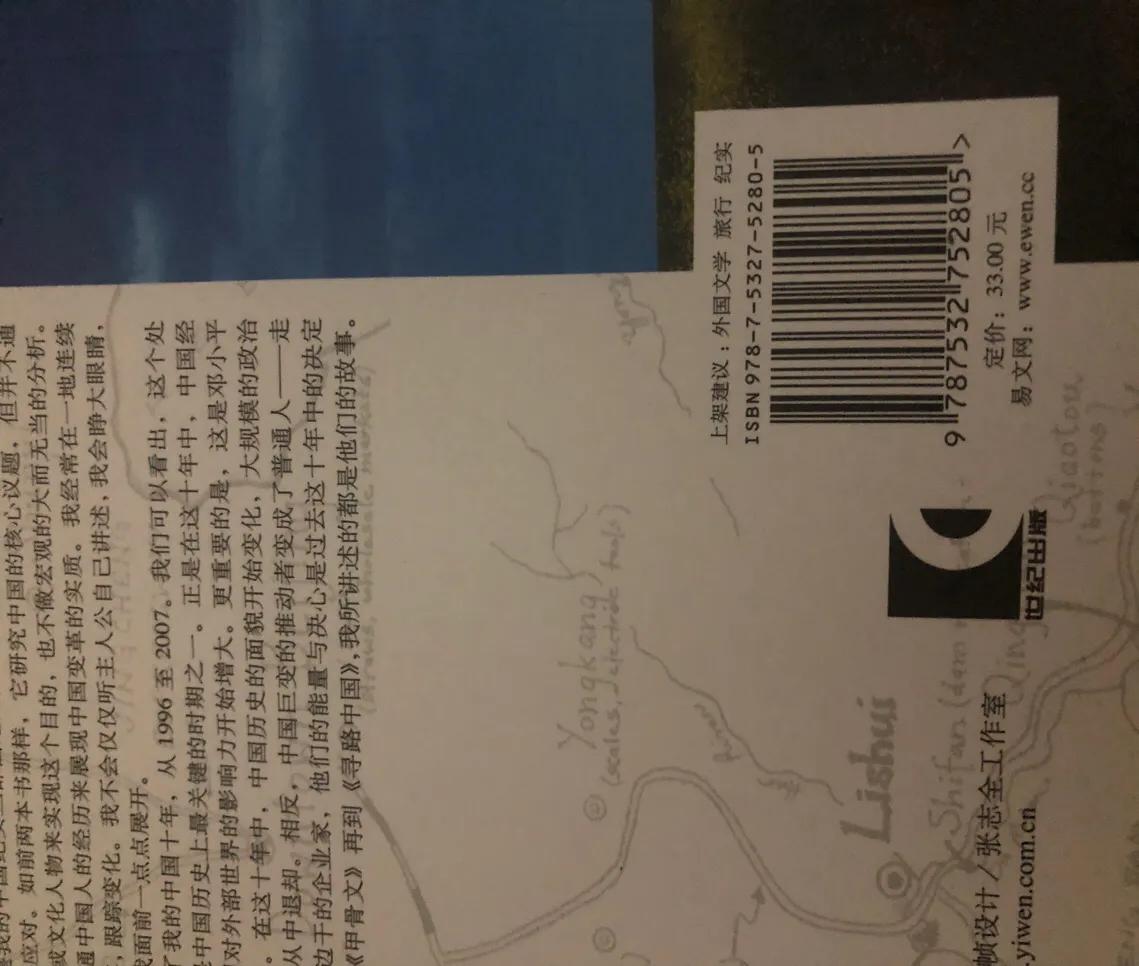 应对。如前两本书那样，它研究中国的核心议题，但并不通
或文化人物来实现这个目的，也不做宏观的大而无当的分析。
通中国人的经历来展现中国变革的实质。我经常在一地连续
，跟踪变化。我不会仅仅听主人公自己讲述，我会睁大眼睛，
面前一点点展开。
了我的中国十年，从 1996 至 2007。我们可以看出，这个处
中国历史上最关键的时期之一。正是在这十年中，中国经
对外部世界的影响力开始增大。更重要的是，这是邓小平
。在这十年中，中国历史的面貌开始变化，大规模的政治
从中退却。相反，中国巨变的推动者变成了普通人——走
边干的企业家，他们的能量与决心是过去这十年中的决定
《甲骨文》再到《寻路中国》，我所讲述的都是他们的故事。
Yongkang
(scales, electric tools)
River
Lishui
Shifan (dam
Qing
Qiaotou
(buttons)
上架建议：外国文学 旅行 纪实
ISBN 978-7-5327-5280-5
9 787532 752805 >
定价：33.00 元
易文网：www.ewen.cc
世纪出版
帧设计 / 张志全工作室
.yiwen.com.cn